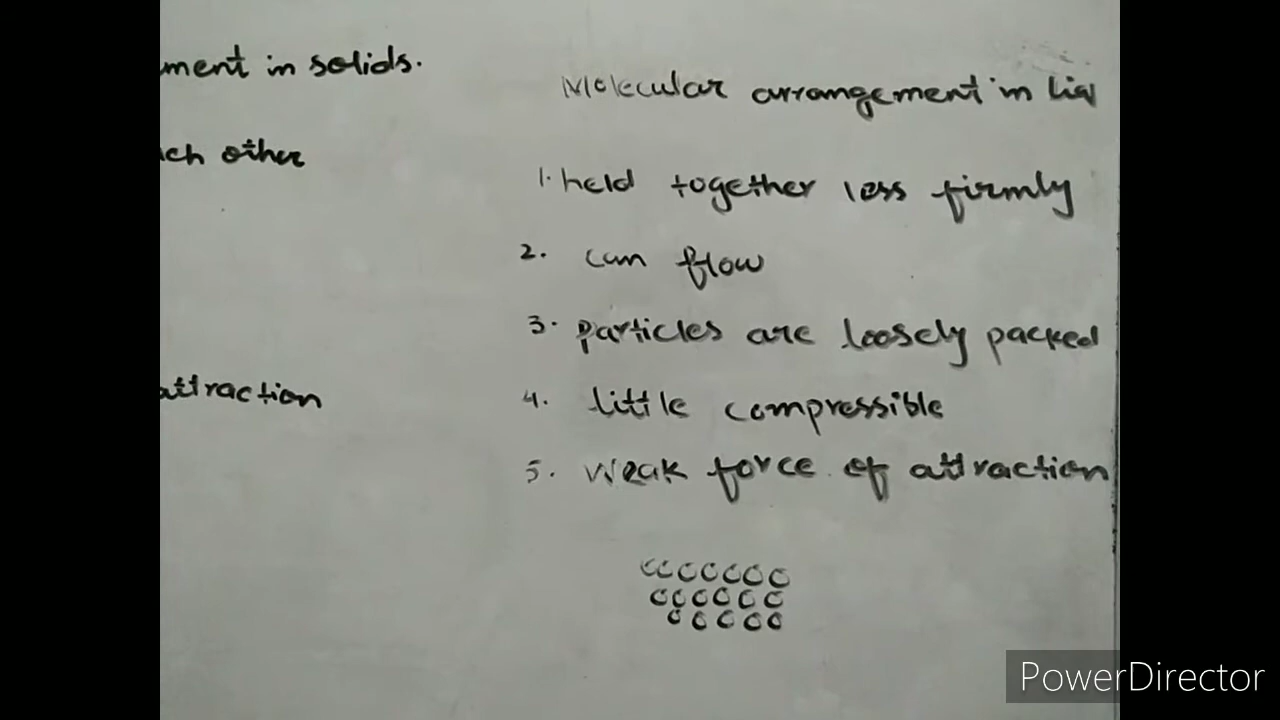 ment in solids.
ch other
attraction
Molecular arrangement in liq
1. held together less firmly
2. can flow
3. particles are loosely packed
4. little compressible
5. Weak force of attraction
PowerDirector